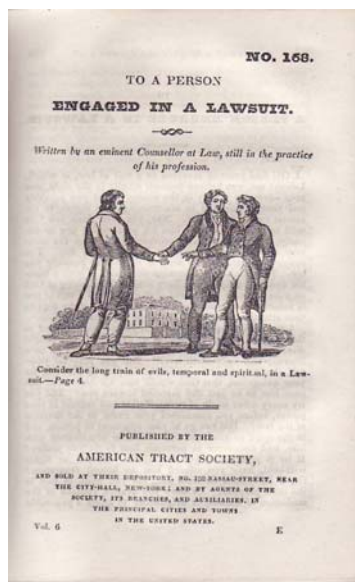 NO. 168.
TO A PERSON
ENGAGED IN A LAWSUIT.
Written by an eminent Counsellor at Law, still in the practice
of his profession.
Consider the long train of evils, temporal and spiritual, in a Law-
suit.—Page 4.
PUBLISHED BY THE
AMERICAN TRACT SOCIETY,
AND SOLD AT THEIR DEPOSITORY, NO. NASSAU-STREET, NEAR
THE CITY-HALL, NEW-YORK; AND BY AGENTS OF THE
SOCIETY, ITS BRANCHES, AND AUXILIARIES, IN
THE PRINCIPAL CITIES AND TOWNS
IN THE UNITED STATES.
Vol. 6
E